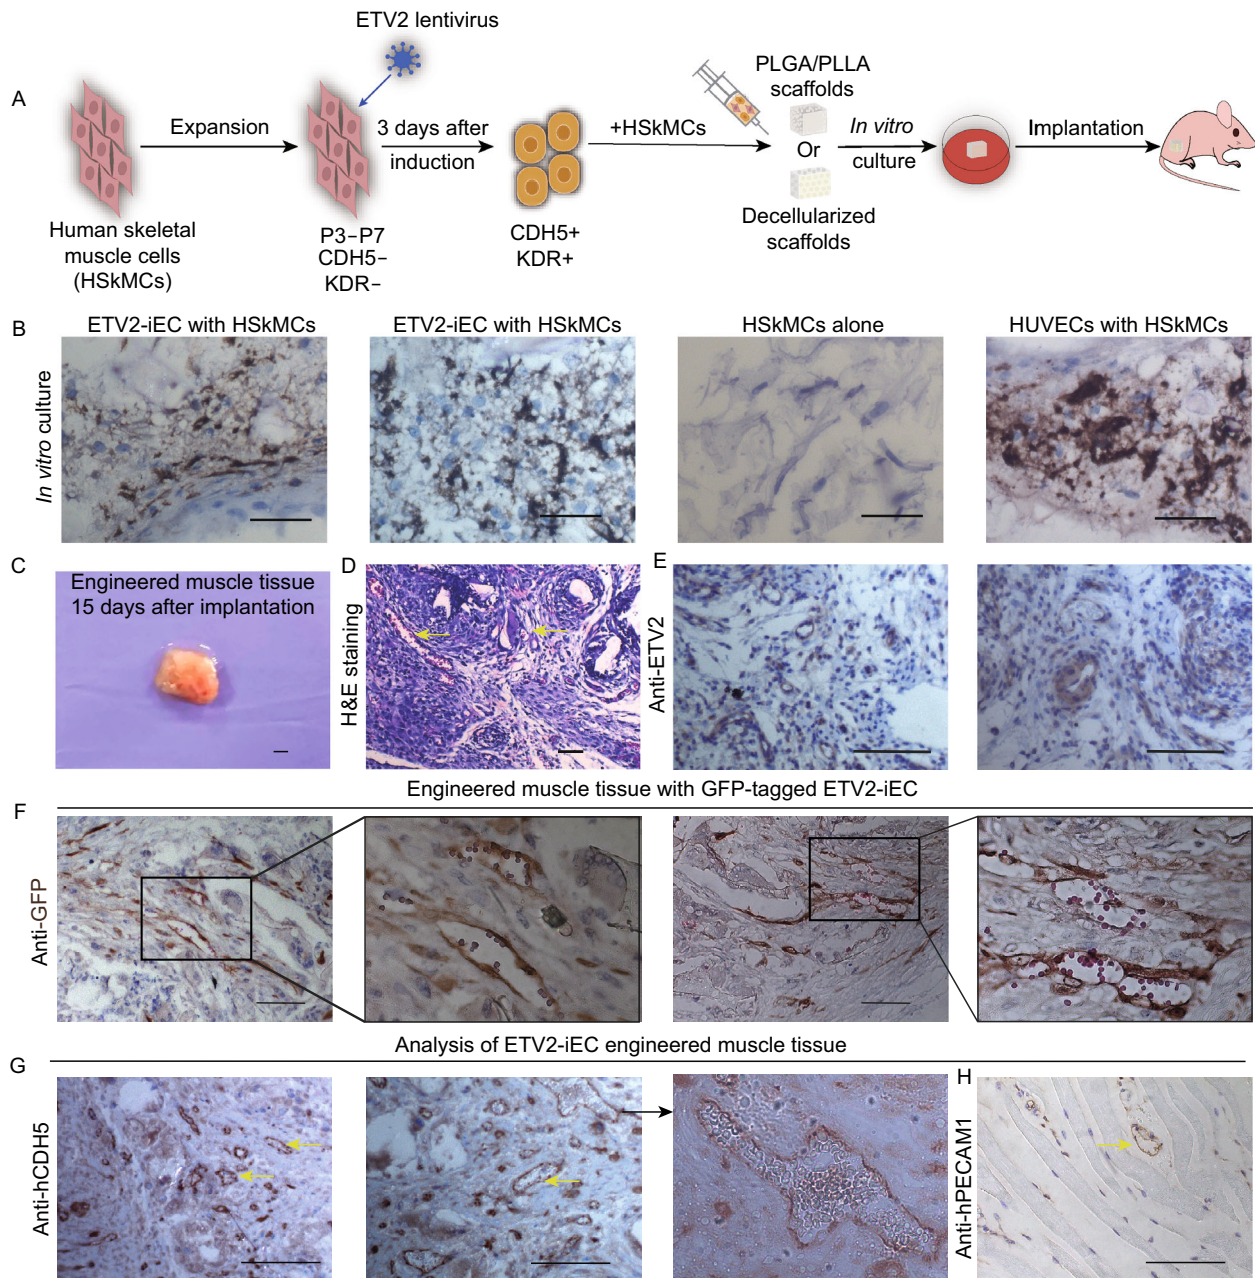 A
ETV2 lentivirus
Expansion
3 days after
induction
+HSkMCs
PLGA/PLLA
scaffolds
Or
Decellularized
scaffolds
In vitro
culture
Implantation
Human skeletal
muscle cells
(HSkMCs)
P3–P7
CDH5–
KDR–
CDH5+
KDR+
B
ETV2-iEC with HSkMCs
ETV2-iEC with HSkMCs
HSkMCs alone
HUVECs with HSkMCs
In vitro culture
C
Engineered muscle tissue
15 days after implantation
D
H&E staining
E
Anti-ETV2
Engineered muscle tissue with GFP-tagged ETV2-iEC
F
Anti-GFP
Analysis of ETV2-iEC engineered muscle tissue
G
Anti-hCDH5
H
Anti-hPECAM1